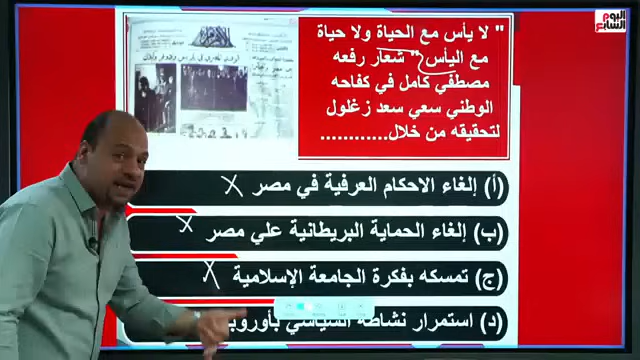 اليوم السابع
" لا يأس مع الحياة ولا حياة
مع اليأس " شعار رفعه
مصطفي كامل في كفاحه
الوطني سعي سعد زغلول
لتحقيقه من خلال............
(أ) إلغاء الاحكام العرفية في مصر
(ب) إلغاء الحماية البريطانية علي مصر
(ج) تمسكه بفكرة الجامعة الإسلامية
(د) استمرار نشاطه السياسي بأوروبا